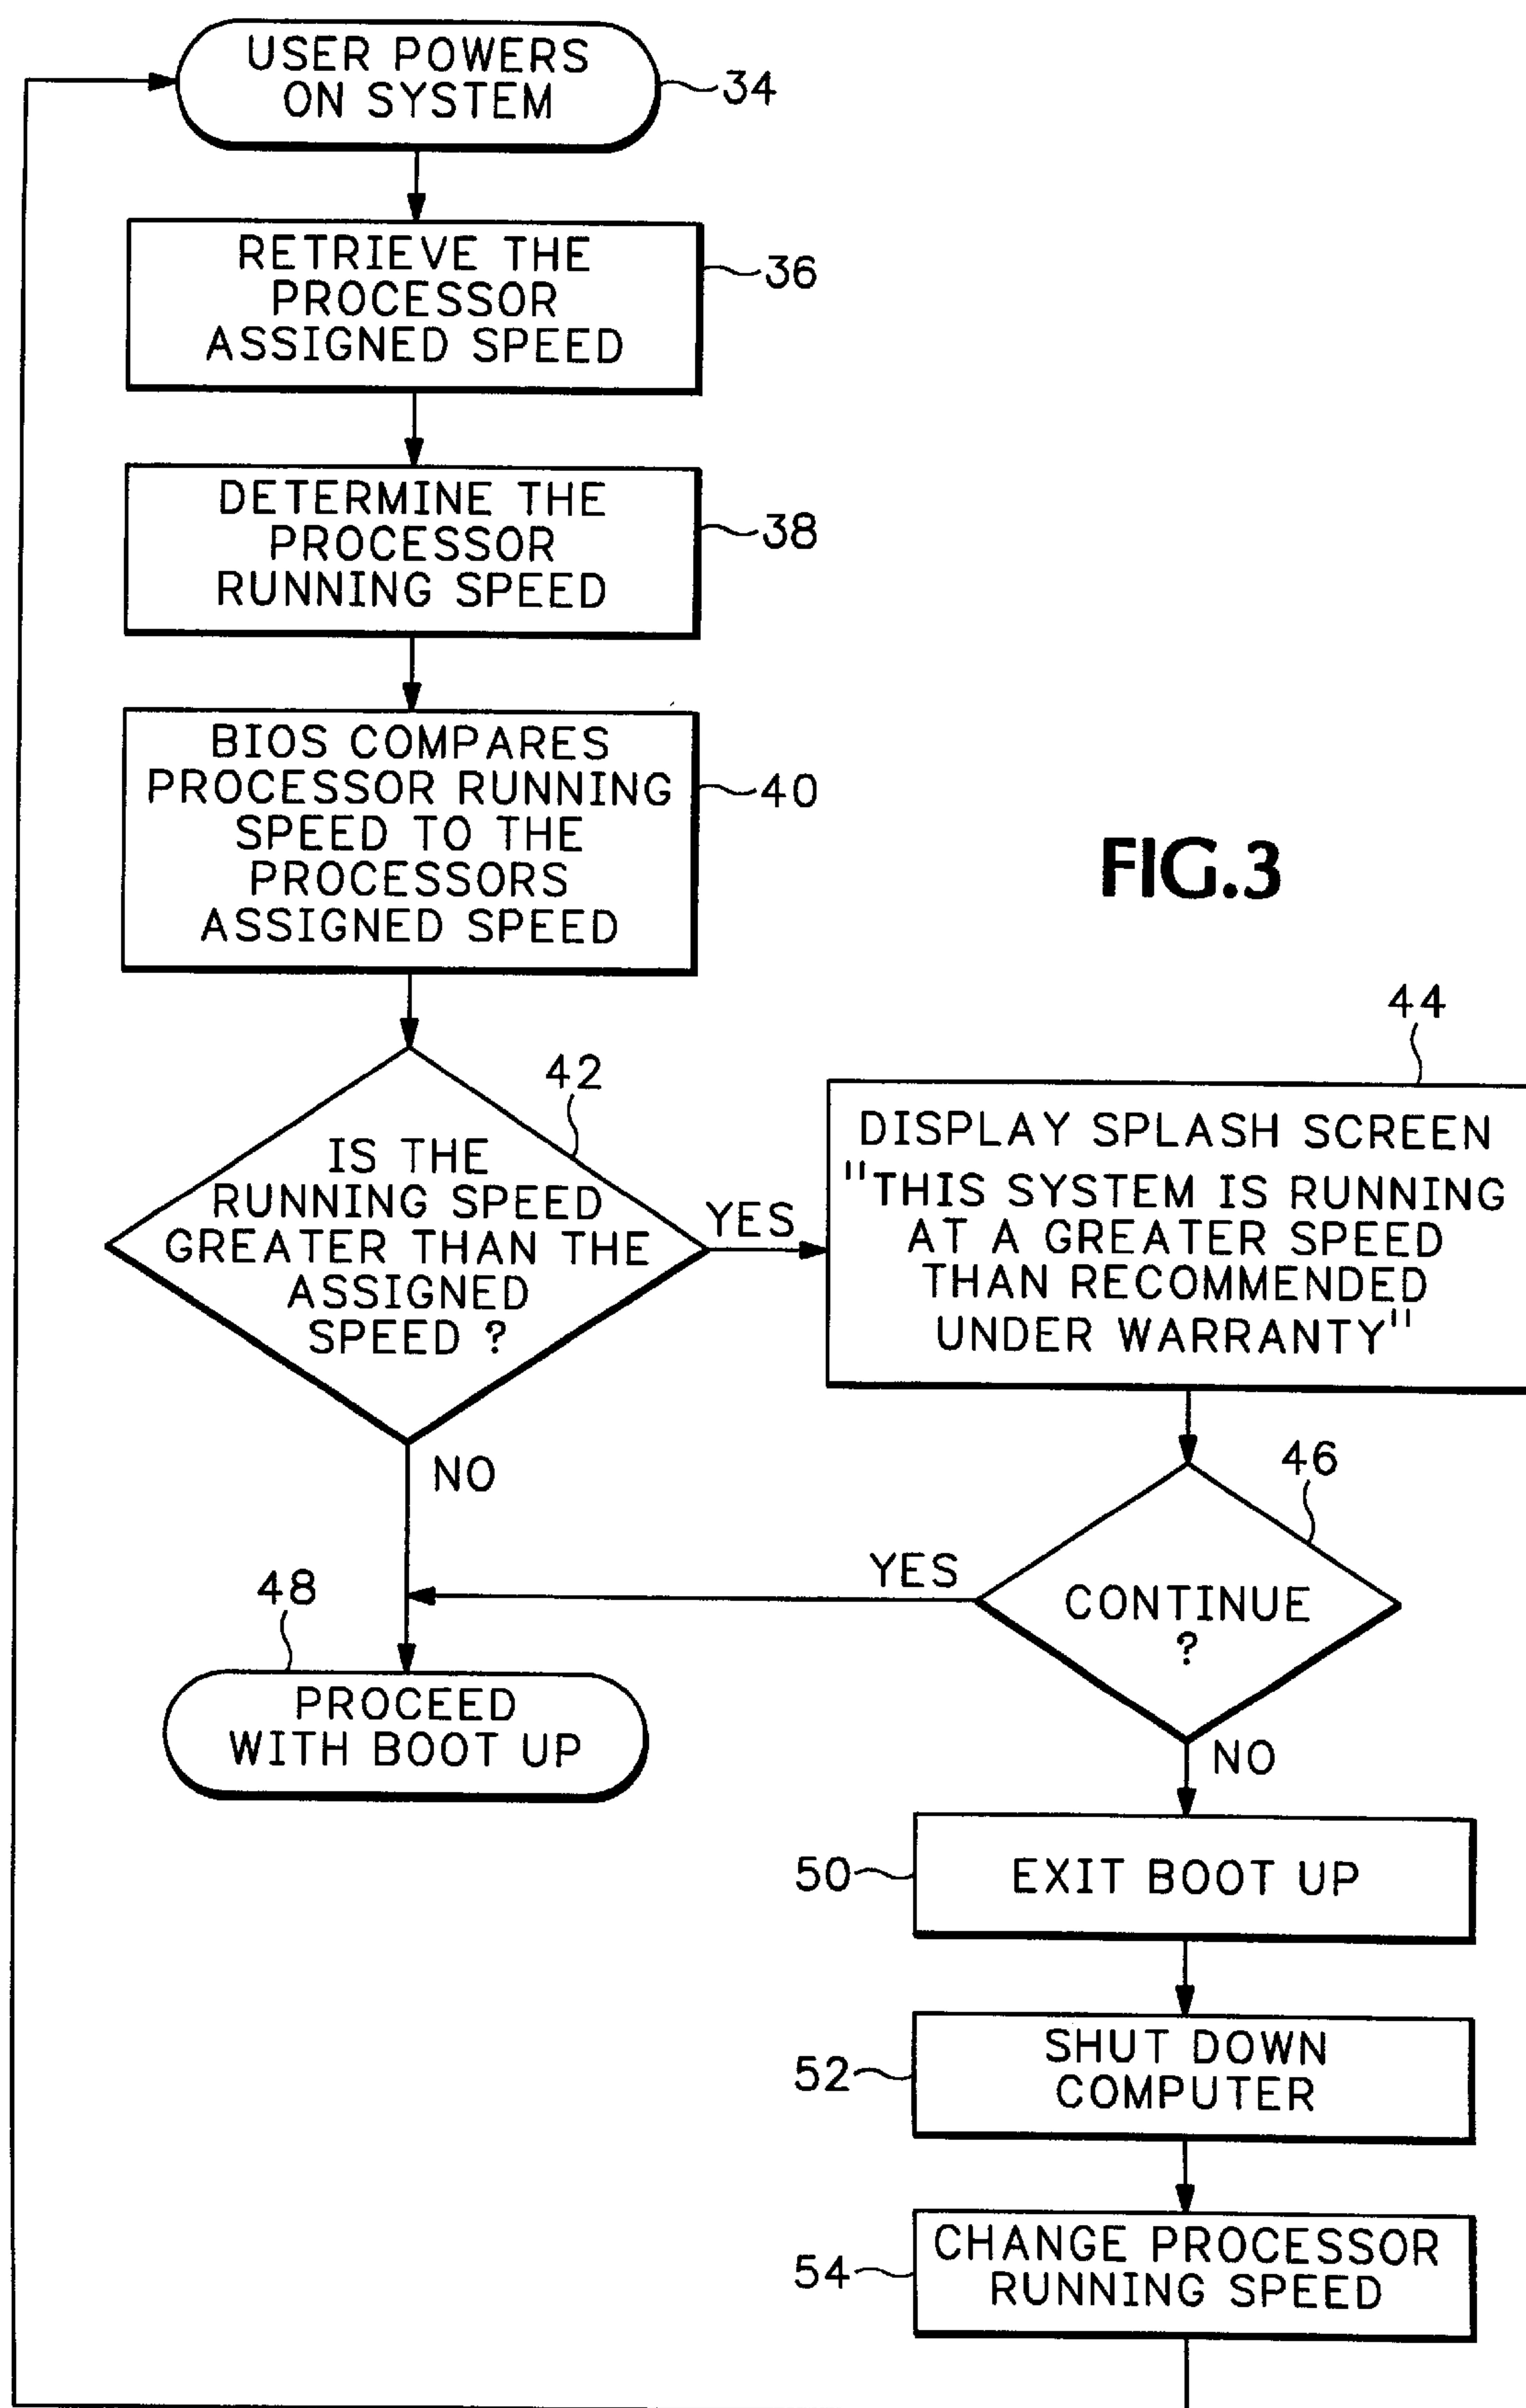 USER POWERS
ON SYSTEM
34
RETRIEVE THE
PROCESSOR
ASSIGNED SPEED
36
DETERMINE THE
PROCESSOR
RUNNING SPEED
38
BIOS COMPARES
PROCESSOR RUNNING
SPEED TO THE
PROCESSORS
ASSIGNED SPEED
40
FIG.3
42
IS THE
RUNNING SPEED
GREATER THAN THE
ASSIGNED
SPEED ?
YES
NO
44
DISPLAY SPLASH SCREEN
"THIS SYSTEM IS RUNNING
AT A GREATER SPEED
THAN RECOMMENDED
UNDER WARRANTY"
46
CONTINUE
?
YES
NO
48
PROCEED
WITH BOOT UP
50
EXIT BOOT UP
52
SHUT DOWN
COMPUTER
54
CHANGE PROCESSOR
RUNNING SPEED